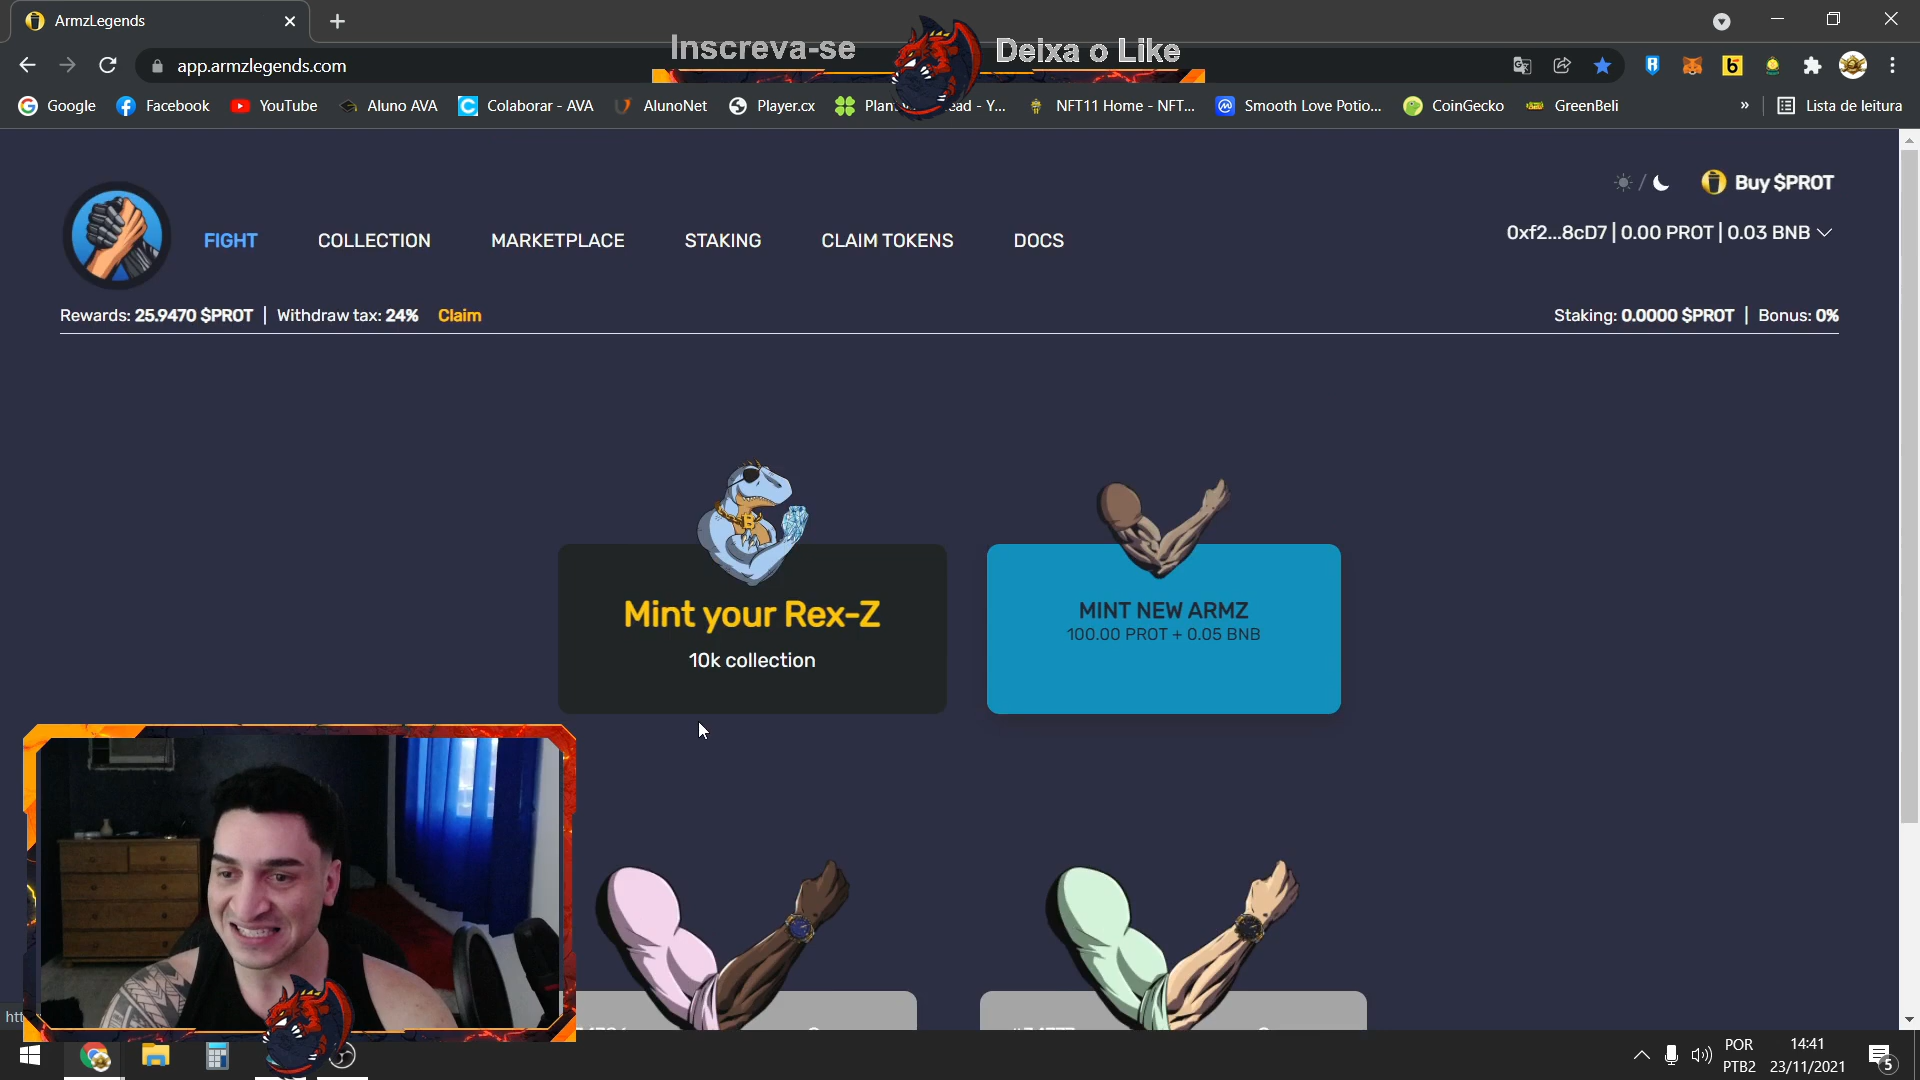 ArmzLegends
Inscreva-se
Deixa o Like
app.armzlegends.com
Google
Facebook
YouTube
Aluno AVA
Colaborar - AVA
AlunoNet
Player.cx
ead - Y...
NFT11 Home - NFT...
Smooth Love Potio...
CoinGecko
GreenBeli
»
Lista de leitura
/
Buy $PROT
FIGHT
COLLECTION
MARKETPLACE
STAKING
CLAIM TOKENS
DOCS
0xf2...8cD7 | 0.00 PROT | 0.03 BNB
Rewards: 25.9470 $PROT | Withdraw tax: 24% Claim
Staking: 0.0000 $PROT | Bonus: 0%
B
Mint your Rex-Z
10k collection
MINT NEW ARMZ
100.00 PROT + 0.05 BNB
htt
POR
PTB2
14:41
23/11/2021
5